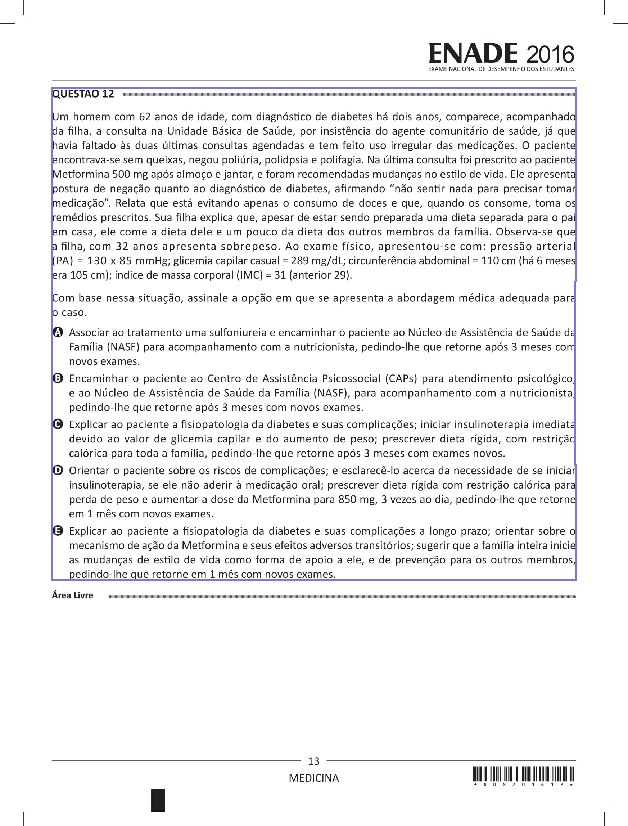 ENADE 2016
EXAME NACIONAL DE DESEMPENHO DOS ESTUDANTES
QUESTÃO 12
Um homem com 62 anos de idade, com diagnóstico de diabetes há dois anos, comparece, acompanhado
da filha, a consulta na Unidade Básica de Saúde, por insistência do agente comunitário de saúde, já que
havia faltado às duas últimas consultas agendadas e tem feito uso irregular das medicações. O paciente
encontrava-se sem queixas, negou poliúria, polidpsia e polifagia. Na última consulta foi prescrito ao paciente
Metformina 500 mg após almoço e jantar, e foram recomendadas mudanças no estilo de vida. Ele apresenta
postura de negação quanto ao diagnóstico de diabetes, afirmando “não sentir nada para precisar tomar
medicação”. Relata que está evitando apenas o consumo de doces e que, quando os consome, toma os
remédios prescritos. Sua filha explica que, apesar de estar sendo preparada uma dieta separada para o pai
em casa, ele come a dieta dele e um pouco da dieta dos outros membros da família. Observa-se que
a filha, com 32 anos apresenta sobrepeso. Ao exame físico, apresentou-se com: pressão arterial
(PA) = 130 x 85 mmHg; glicemia capilar casual = 289 mg/dL; circunferência abdominal = 110 cm (há 6 meses
era 105 cm); índice de massa corporal (IMC) = 31 (anterior 29).
Com base nessa situação, assinale a opção em que se apresenta a abordagem médica adequada para
o caso.
A Associar ao tratamento uma sulfoniureia e encaminhar o paciente ao Núcleo de Assistência de Saúde da
Família (NASF) para acompanhamento com a nutricionista, pedindo-lhe que retorne após 3 meses com
novos exames.
B Encaminhar o paciente ao Centro de Assistência Psicossocial (CAPs) para atendimento psicológico,
e ao Núcleo de Assistência de Saúde da Família (NASF), para acompanhamento com a nutricionista,
pedindo-lhe que retorne após 3 meses com novos exames.
C Explicar ao paciente a fisiopatologia da diabetes e suas complicações; iniciar insulinoterapia imediata
devido ao valor de glicemia capilar e do aumento de peso; prescrever dieta rígida, com restrição
calórica para toda a família, pedindo-lhe que retorne após 3 meses com exames novos.
D Orientar o paciente sobre os riscos de complicações; e esclarecê-lo acerca da necessidade de se iniciar
insulinoterapia, se ele não aderir à medicação oral; prescrever dieta rígida com restrição calórica para
perda de peso e aumentar a dose da Metformina para 850 mg, 3 vezes ao dia, pedindo-lhe que retorne
em 1 mês com novos exames.
E Explicar ao paciente a fisiopatologia da diabetes e suas complicações a longo prazo; orientar sobre o
mecanismo de ação da Metformina e seus efeitos adversos transitórios; sugerir que a família inteira inicie
as mudanças de estilo de vida como forma de apoio a ele, e de prevenção para os outros membros,
pedindo-lhe que retorne em 1 mês com novos exames.
Área Livre
13
MEDICINA